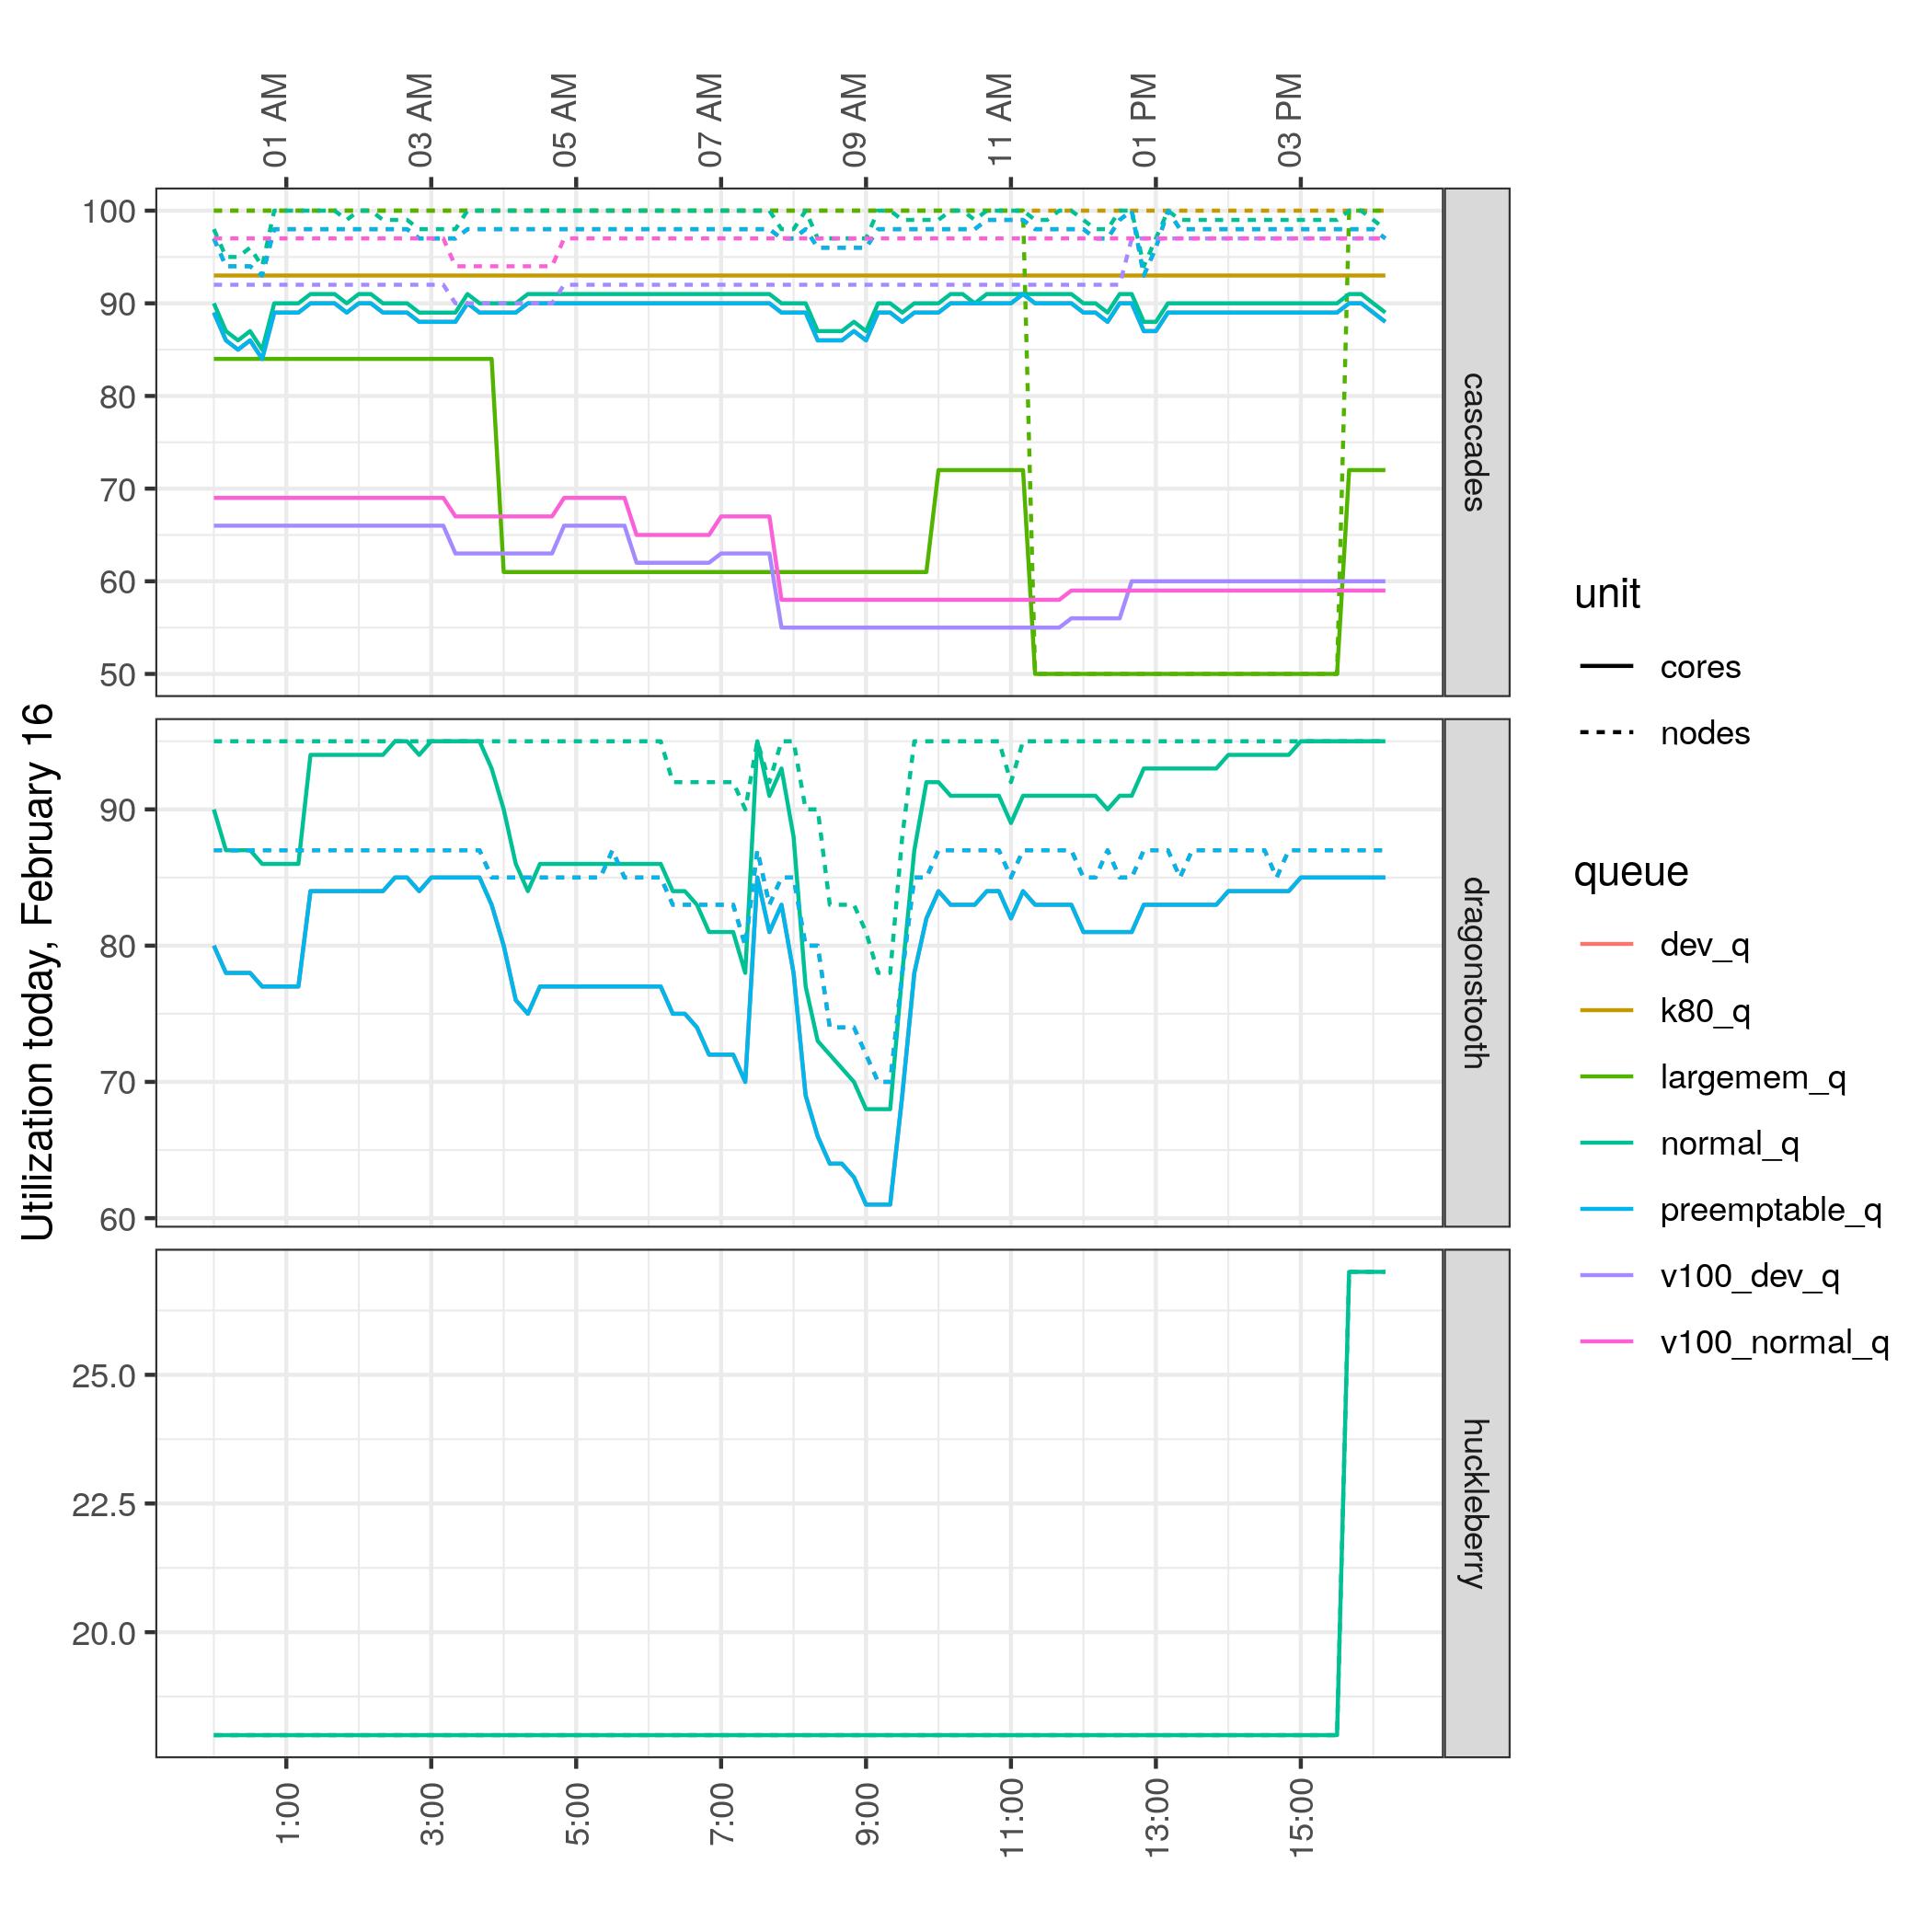 01 AM
03 AM
05 AM
07 AM
09 AM
11 AM
01 PM
03 PM
Utilization today, February 16
100
90
80
70
60
50
cascades
90
80
70
60
dragonstooth
25.0
22.5
20.0
huckleberry
1:00
3:00
5:00
7:00
9:00
11:00
13:00
15:00
unit
cores
nodes
queue
dev_q
k80_q
largemem_q
normal_q
preemptable_q
v100_dev_q
v100_normal_q